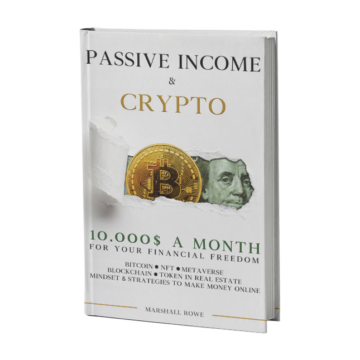 PASSIVE INCOME
&
CRYPTO
10.000$ A MONTH
FOR YOUR FINANCIAL FREEDOM
BITCOIN ● NFT ● METAVERSE
BLOCKCHAIN ● TOKEN IN REAL ESTATE
MINDSET & STRATEGIES TO MAKE MONEY ONLINE
MARSHALL ROWE